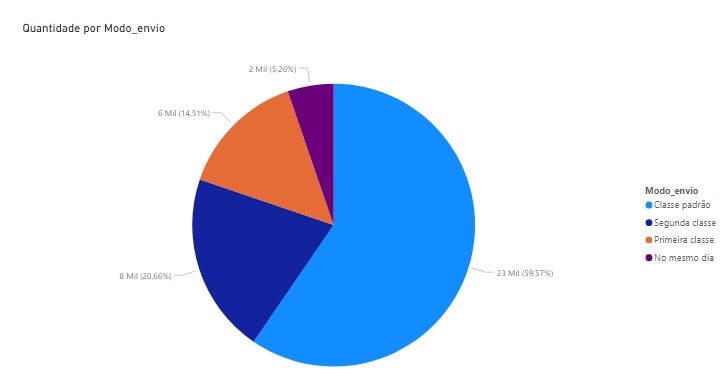 Quantidade por Modo_envio
2 Mil (5,26%)
6 Mil (14,51%)
8 Mil (20,66%)
23 Mil (59,57%)
Modo_envio
Classe padrão
Segunda classe
Primeira classe
No mesmo dia